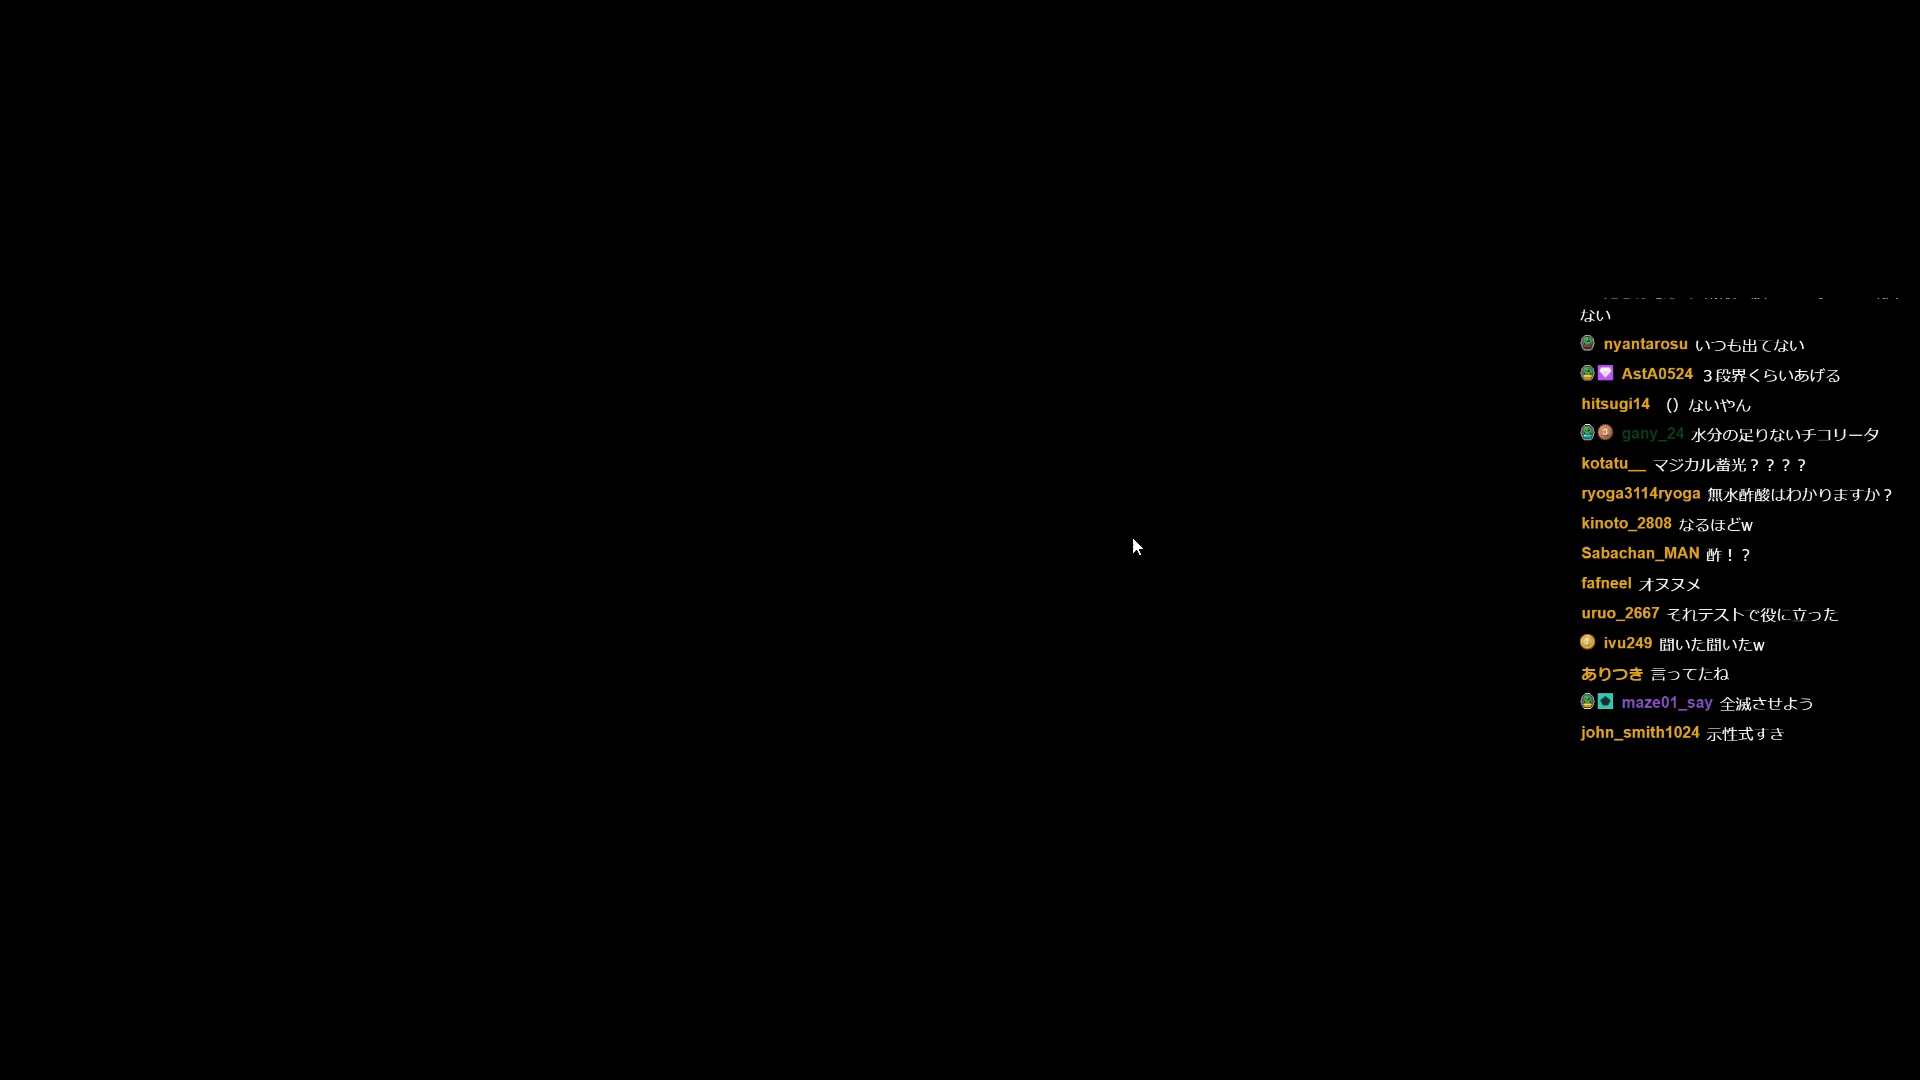 ない
nyantarosu いつも出てない
AstA0524 ３段界くらいあげる
hitsugi14 （）ないやん
gany_24 水分の足りないチコリータ
kotatu__ マジカル蓄光？？？？
ryoga3114ryoga 無水酢酸はわかりますか？
kinoto_2808 なるほどw
Sabachan_MAN 酢！？
fafneel オヌヌメ
uruo_2667 それテストで役に立った
ivu249 聞いた聞いたw
ありつき 言ってたね
maze01_say 全滅させよう
john_smith1024 示性式すき